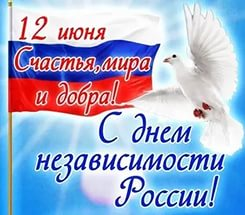 12 июня
Счастья, мира
и добра!
С днем
независимости
России!